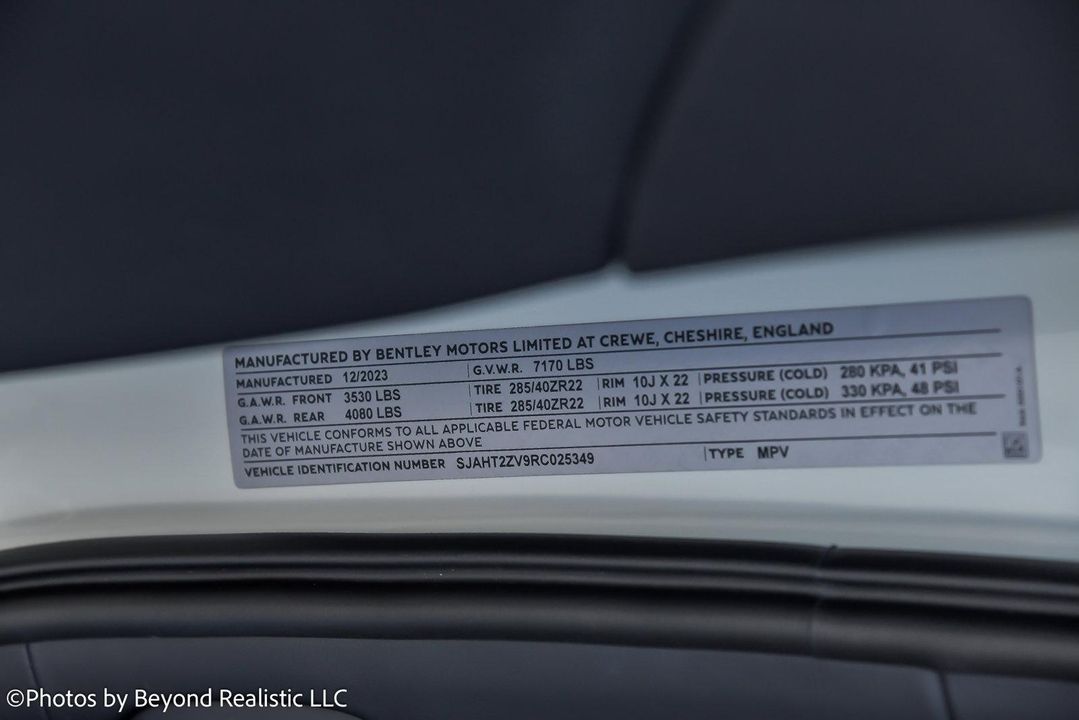 MANUFACTURED BY BENTLEY MOTORS LIMITED AT CREWE, CHESHIRE, ENGLAND
MANUFACTURED 12/2023 G.V.W.R. 7170 LBS
G.A.W.R. FRONT 3530 LBS TIRE 285/40ZR22 RIM 10J X 22 PRESSURE (COLD) 280 KPA, 41 PSI
G.A.W.R. REAR 4080 LBS TIRE 285/40ZR22 RIM 10J X 22 PRESSURE (COLD) 330 KPA, 48 PSI
THIS VEHICLE CONFORMS TO ALL APPLICABLE FEDERAL MOTOR VEHICLE SAFETY STANDARDS IN EFFECT ON THE
DATE OF MANUFACTURE SHOWN ABOVE
VEHICLE IDENTIFICATION NUMBER SJAHT2ZV9RC025349 TYPE MPV
©Photos by Beyond Realistic LLC